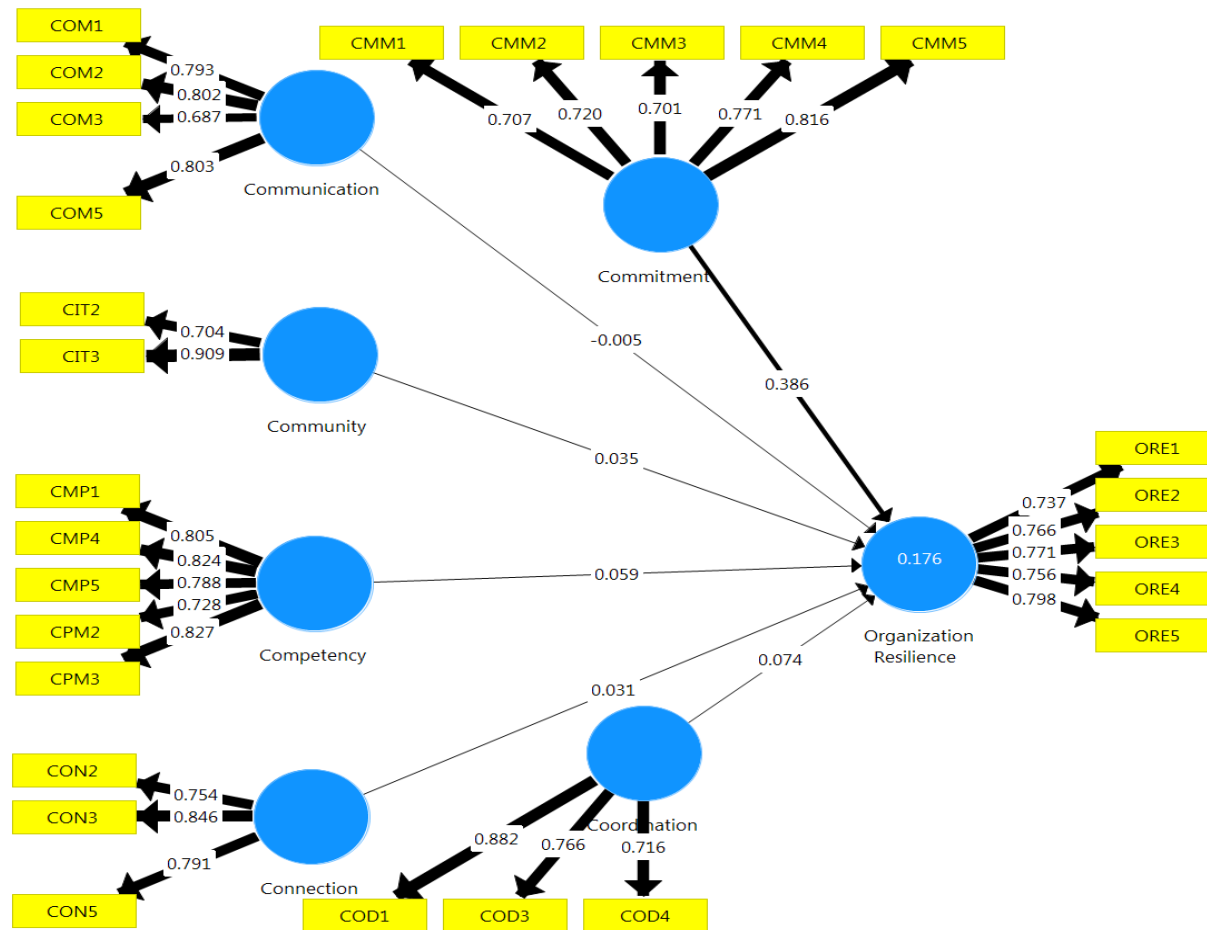 COM1
COM2
COM3
COM5
0.793
0.802
0.687
0.803
Communication
CMM1
CMM2
CMM3
CMM4
CMM5
0.707
0.720
0.701
0.771
0.816
Commitment
CIT2
CIT3
0.704
0.909
Community
CMP1
CMP4
CMP5
CPM2
CPM3
0.805
0.824
0.788
0.728
0.827
Competency
CON2
CON3
CON5
0.754
0.846
0.791
Connection
COD1
COD3
COD4
0.882
0.766
0.716
Coordination
-0.005
0.386
0.035
0.059
0.031
0.074
0.176
Organization
Resilience
0.737
0.766
0.771
0.756
0.798
ORE1
ORE2
ORE3
ORE4
ORE5